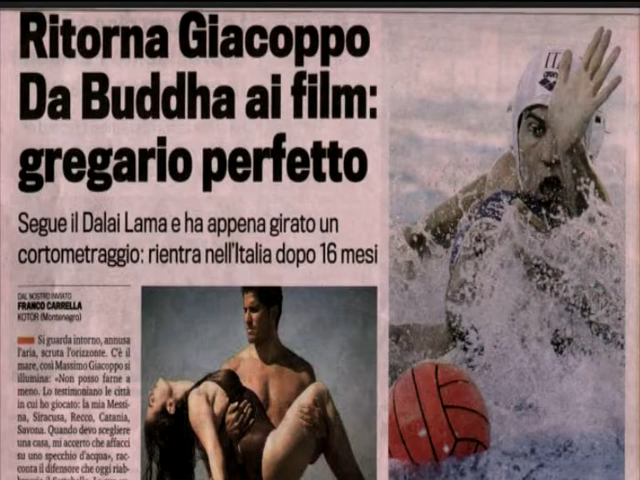 Ritorna Giacoppo
Da Buddha ai film:
gregario perfetto
Segue il Dalai Lama e ha appena girato un
cortometraggio: rientra nell'Italia dopo 16 mesi
DAL NOSTRO INVIATO
FRANCO CARRELLA
KOTOR (Montenegro)
Si guarda intorno, annusa
l'aria, scruta l'orizzonte. C'è il
mare, così Massimo Giacoppo si
illumina: «Non posso farne a
meno. Lo testimoniano le città
in cui ho giocato: la mia Messi-
na, Siracusa, Recco, Catania,
Savona. Quando devo scegliere
una casa, mi accerto che affacci
su uno specchio d'acqua», rac-
conta il difensore che oggi riab-